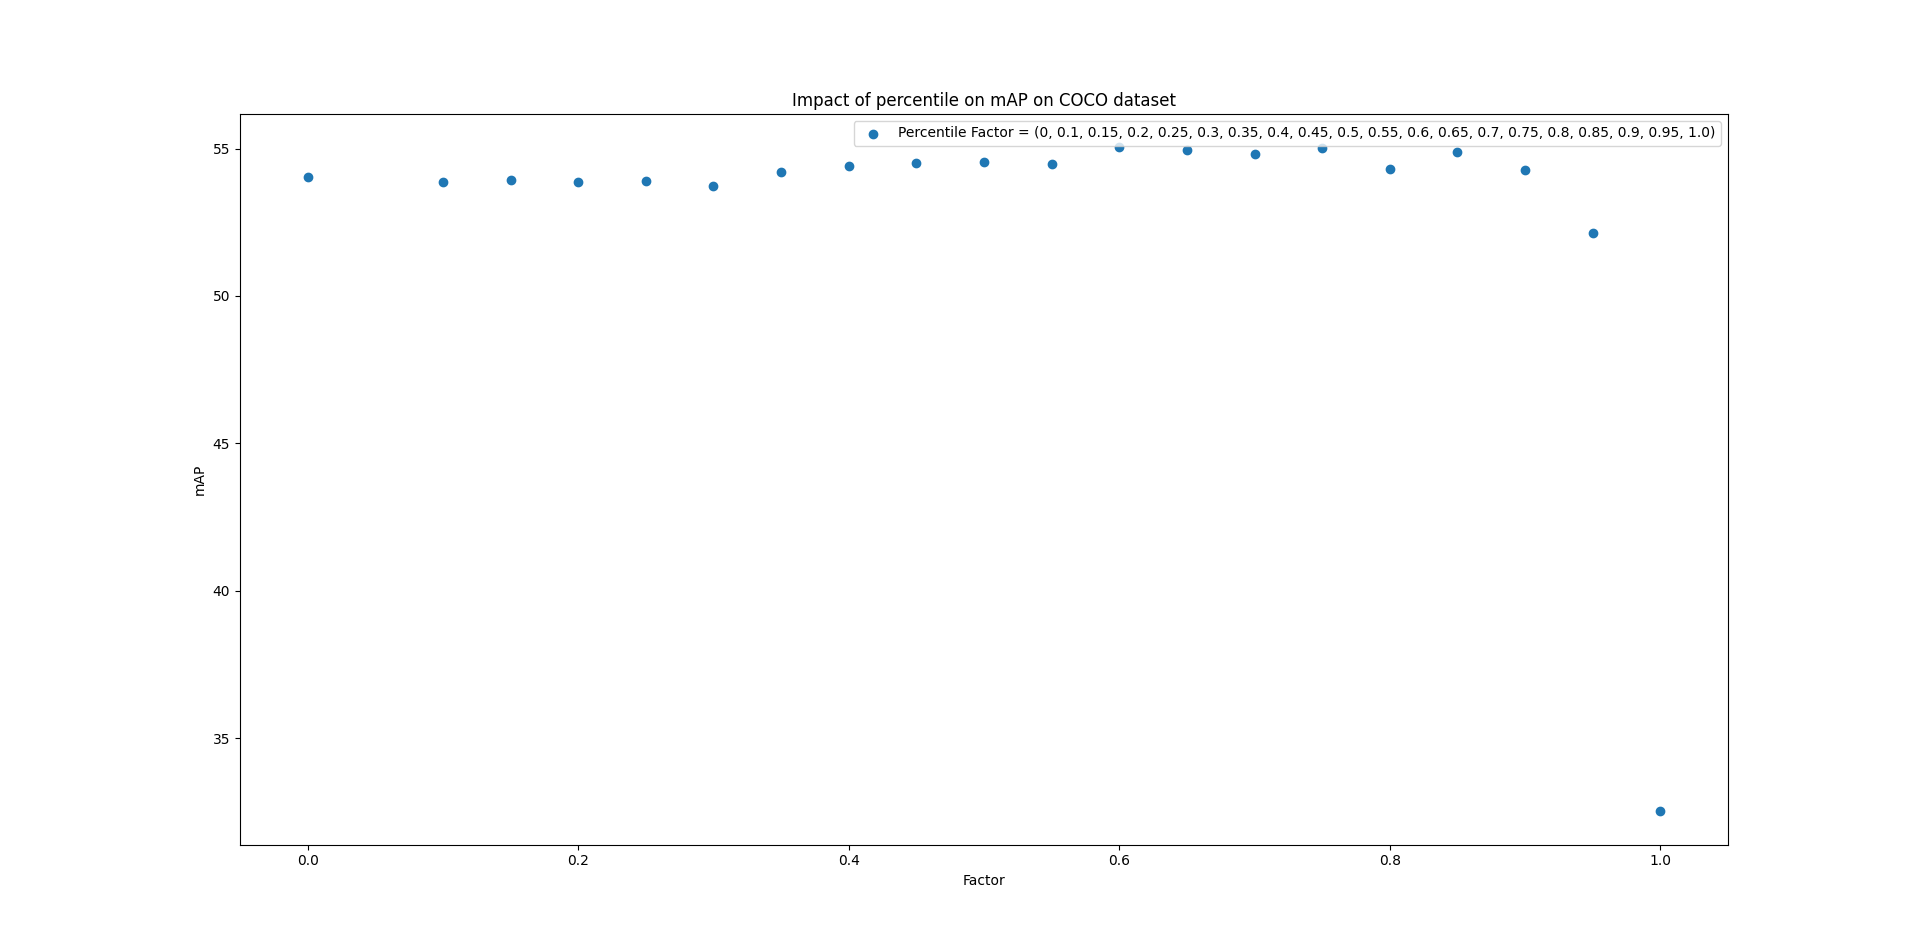 Impact of percentile on mAP on COCO dataset
Percentile Factor = (0, 0.1, 0.15, 0.2, 0.25, 0.3, 0.35, 0.4, 0.45, 0.5, 0.55, 0.6, 0.65, 0.7, 0.75, 0.8, 0.85, 0.9, 0.95, 1.0)
55
50
45
40
35
mAP
0.0 0.2 0.4 0.6 0.8 1.0
Factor